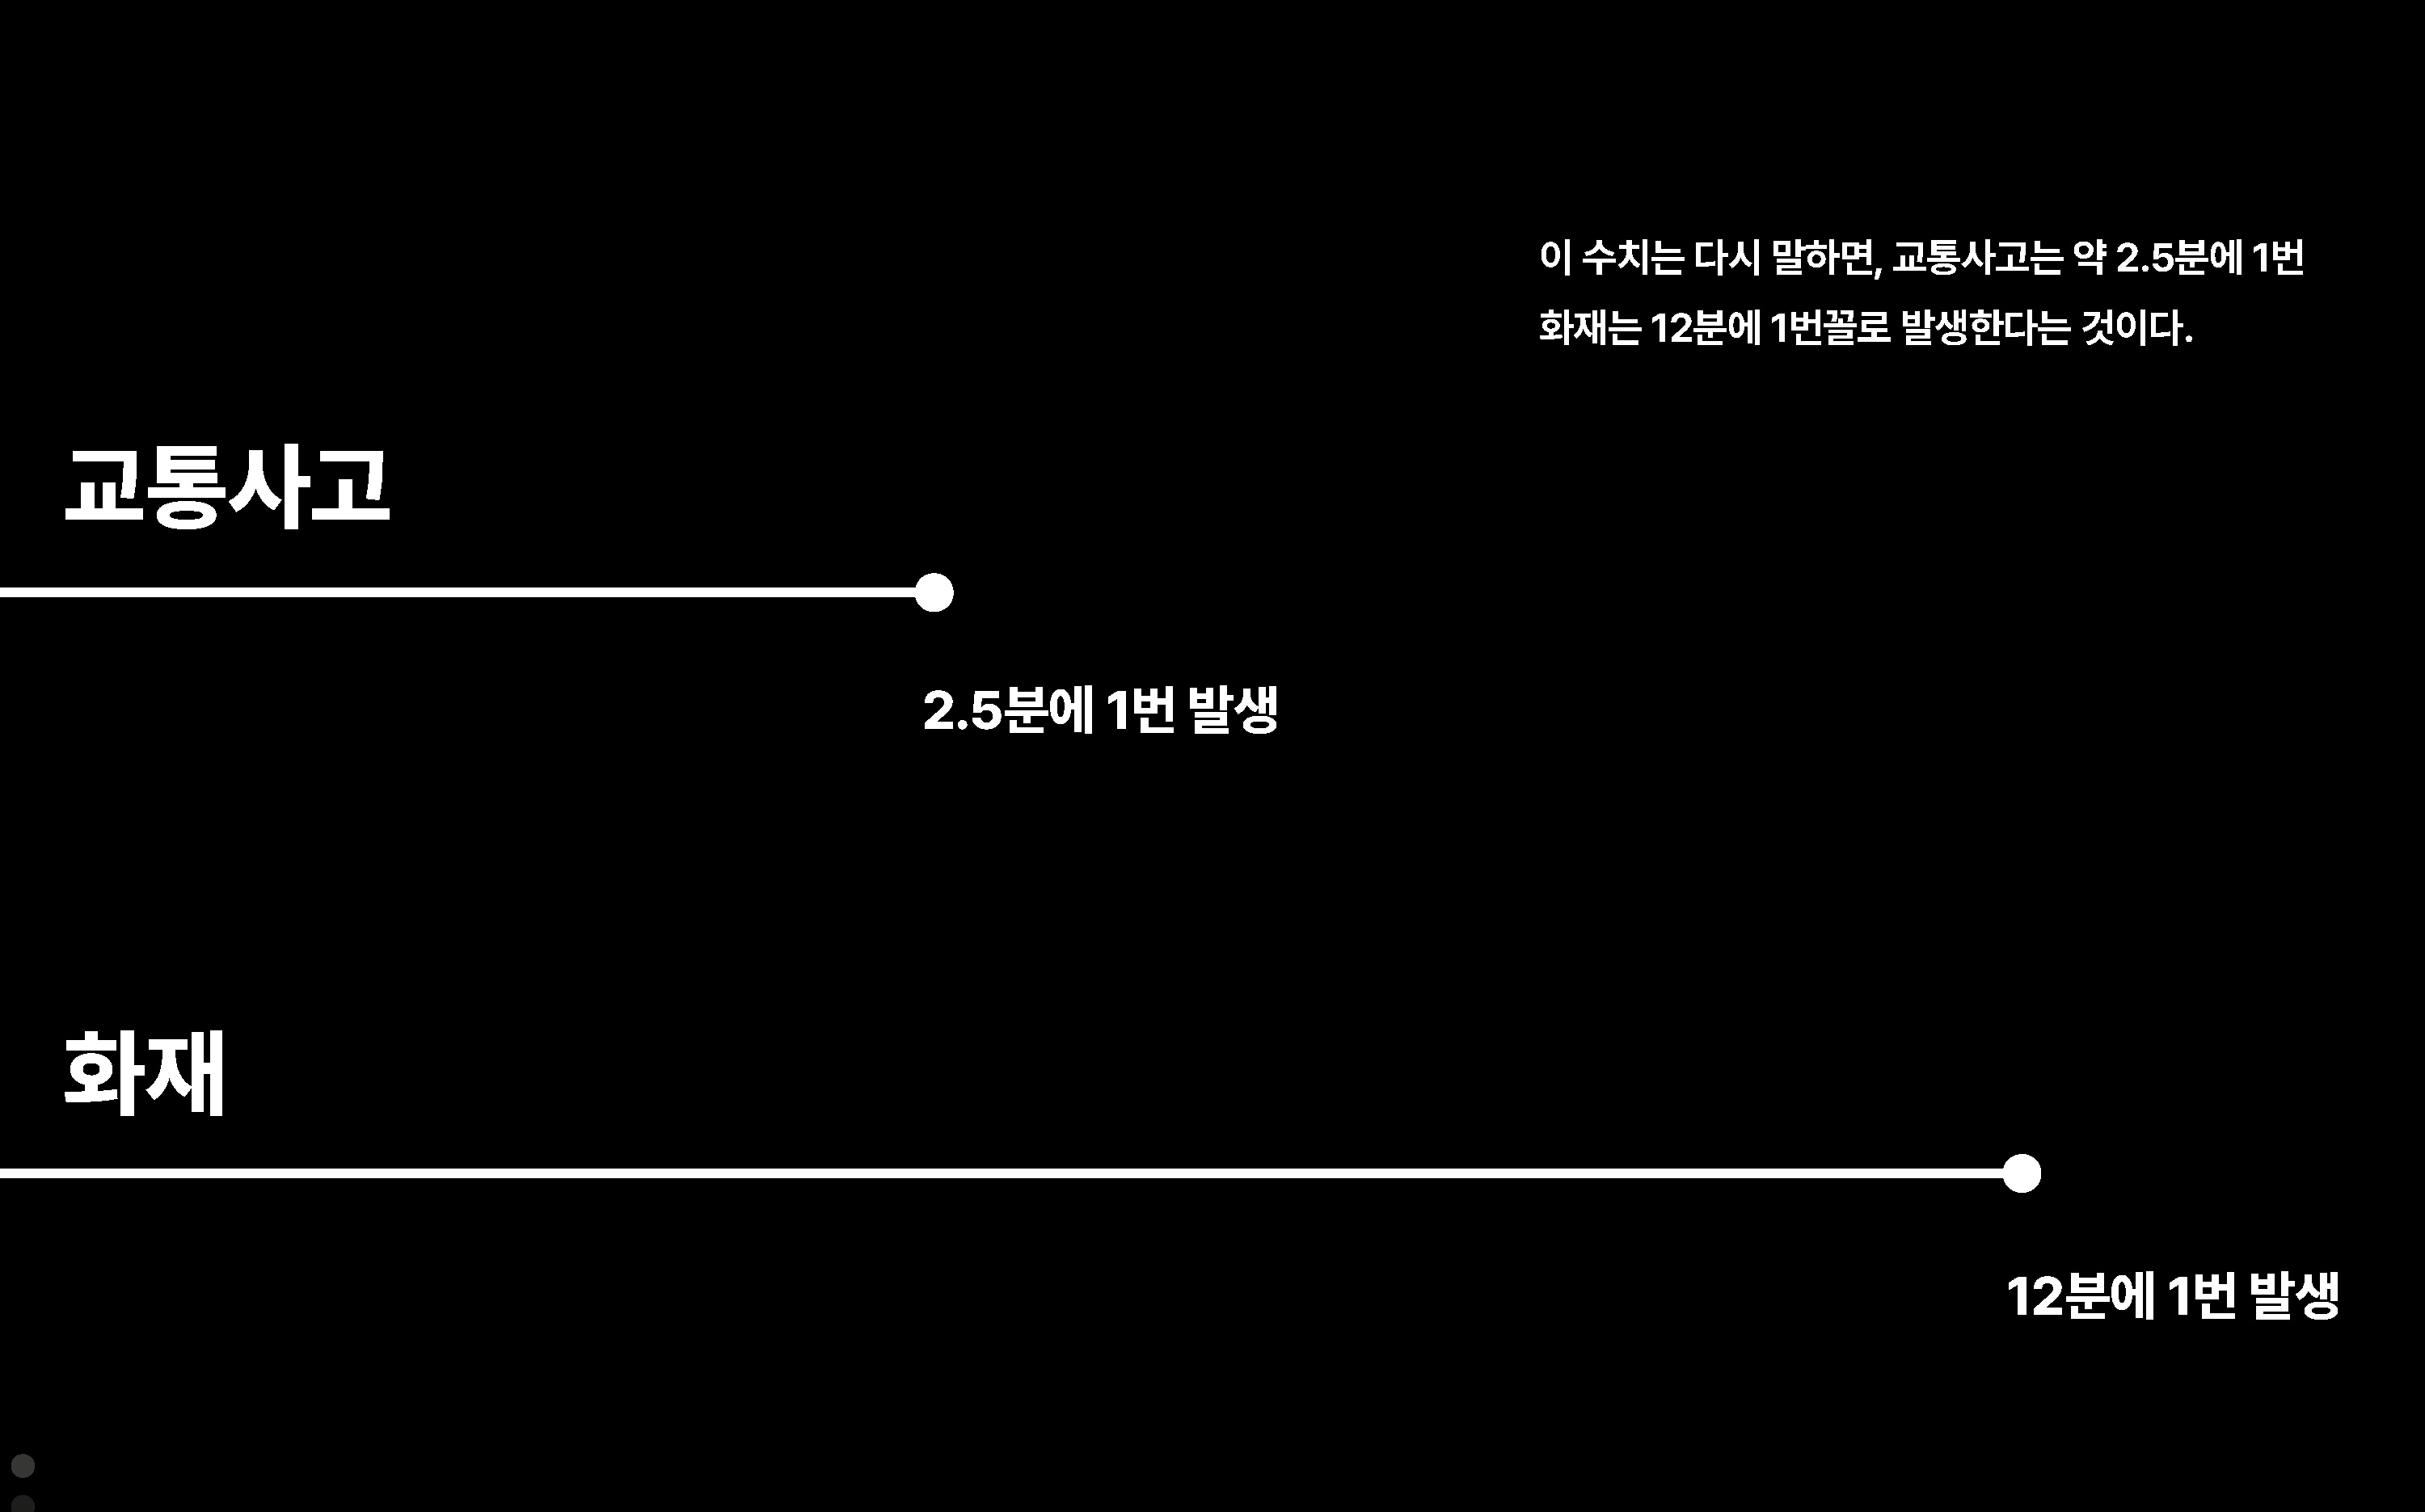 이 수치는 다시 말하면, 교통사고는 약 2.5분에 1번
화재는 12분에 1번꼴로 발생한다는 것이다.
교통사고
2.5분에 1번 발생
화재
12분에 1번 발생